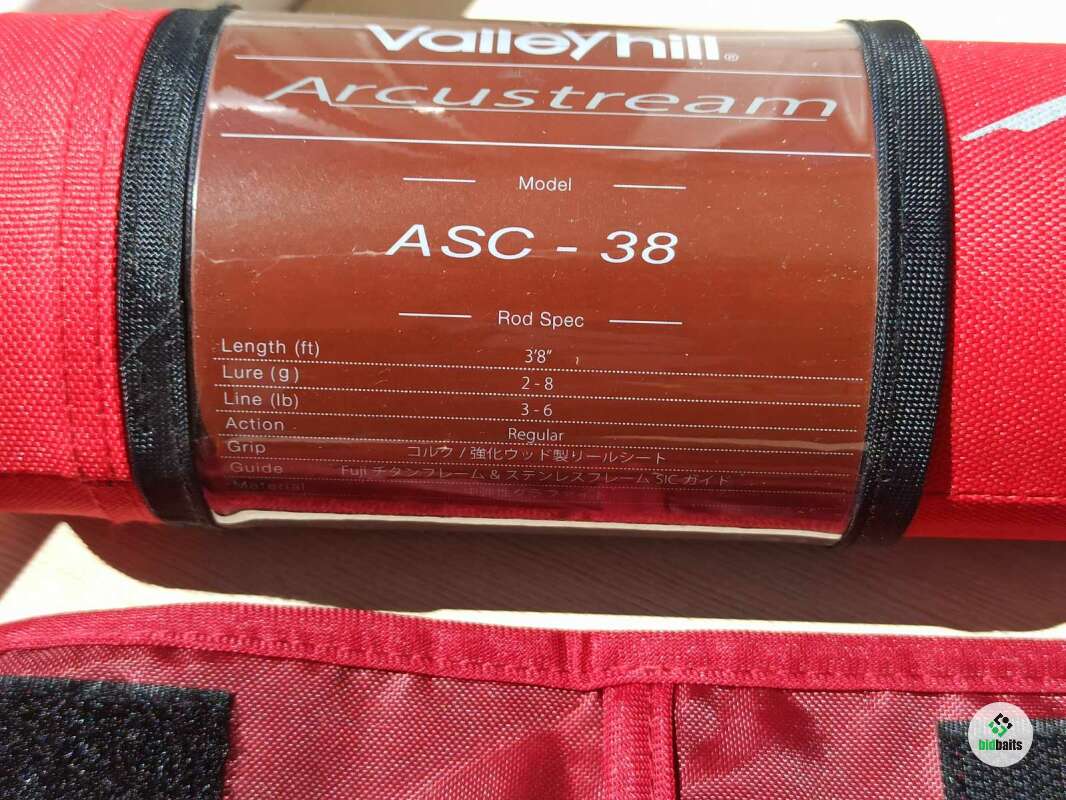 Valleyhill®
Arcustream
Model
ASC - 38
Rod Spec
Length (ft) 3'8"
Lure (g) 2 - 8
Line (lb) 3 - 6
Action Regular
Grip コルク / 強化ウッド製リールシート
Guide Fuji チタンフレーム & ステンレスフレーム SIC ガイド
Material
bidbaits